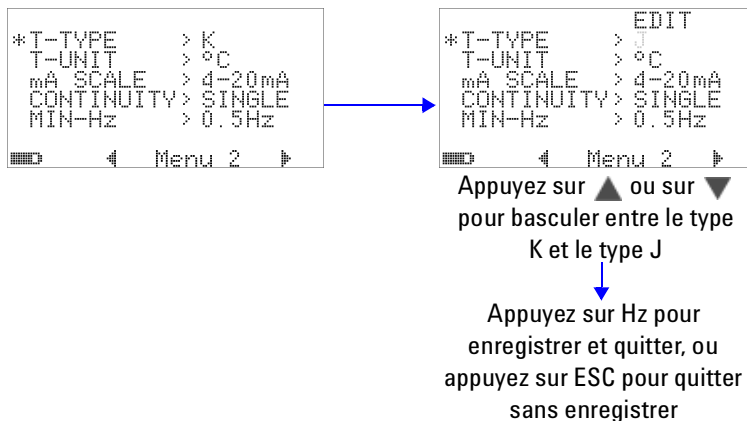 *T-TYPE > K
T-UNIT > °C
mA SCALE > 4-20mA
CONTINUITY> SINGLE
MIN-Hz > 0.5Hz
Menu 2
EDIT
*T-TYPE > J
T-UNIT > °C
mA SCALE > 4-20mA
CONTINUITY> SINGLE
MIN-Hz > 0.5Hz
Menu 2
Appuyez sur ▲ ou sur ▼
pour basculer entre le type
K et le type J
Appuyez sur Hz pour
enregistrer et quitter, ou
appuyez sur ESC pour quitter
sans enregistrer